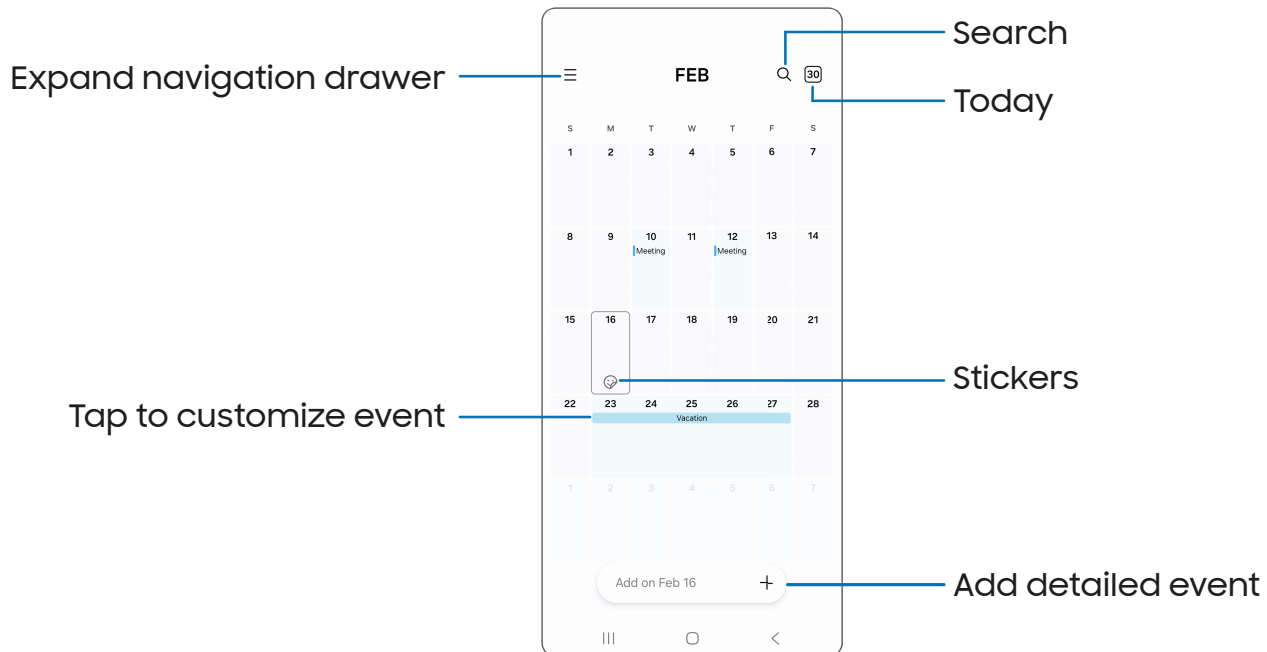 Search
Expand navigation drawer
FEB
30
Today
S M T W T F S
1 2 3 4 5 6 7
8 9 10 11 12 13 14
Meeting Meeting
15 16 17 18 19 20 21
Stickers
22 23 24 25 26 27 28
Tap to customize event
Vacation
1 2 3 4 5 6 7
Add on Feb 16
Add detailed event